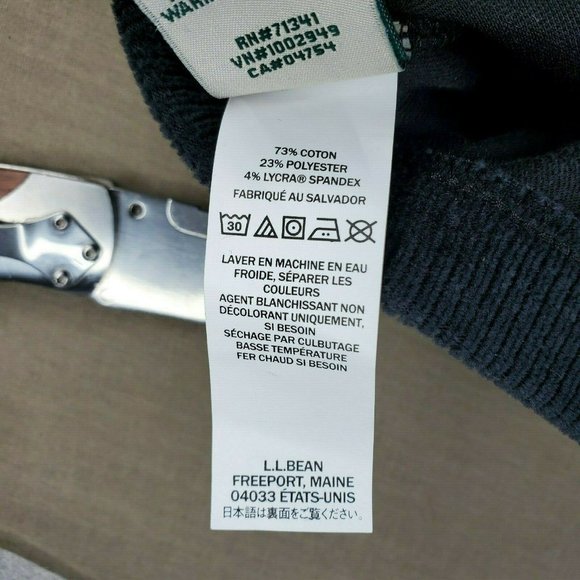 RN#71341
VN#1002949
CA#04754
73% COTON
23% POLYESTER
4% LYCRA® SPANDEX
FABRIQUÉ AU SALVADOR
30
LAVER EN MACHINE EN EAU
FROIDE, SÉPARER LES
COULEURS
AGENT BLANCHISSANT NON
DÉCOLORANT UNIQUEMENT,
SI BESOIN
SÉCHAGE PAR CULBUTAGE
BASSE TEMPÉRATURE
FER CHAUD SI BESOIN
L.L.BEAN
FREEPORT, MAINE
04033 ÉTATS-UNIS
日本語は裏面をご覧ください。